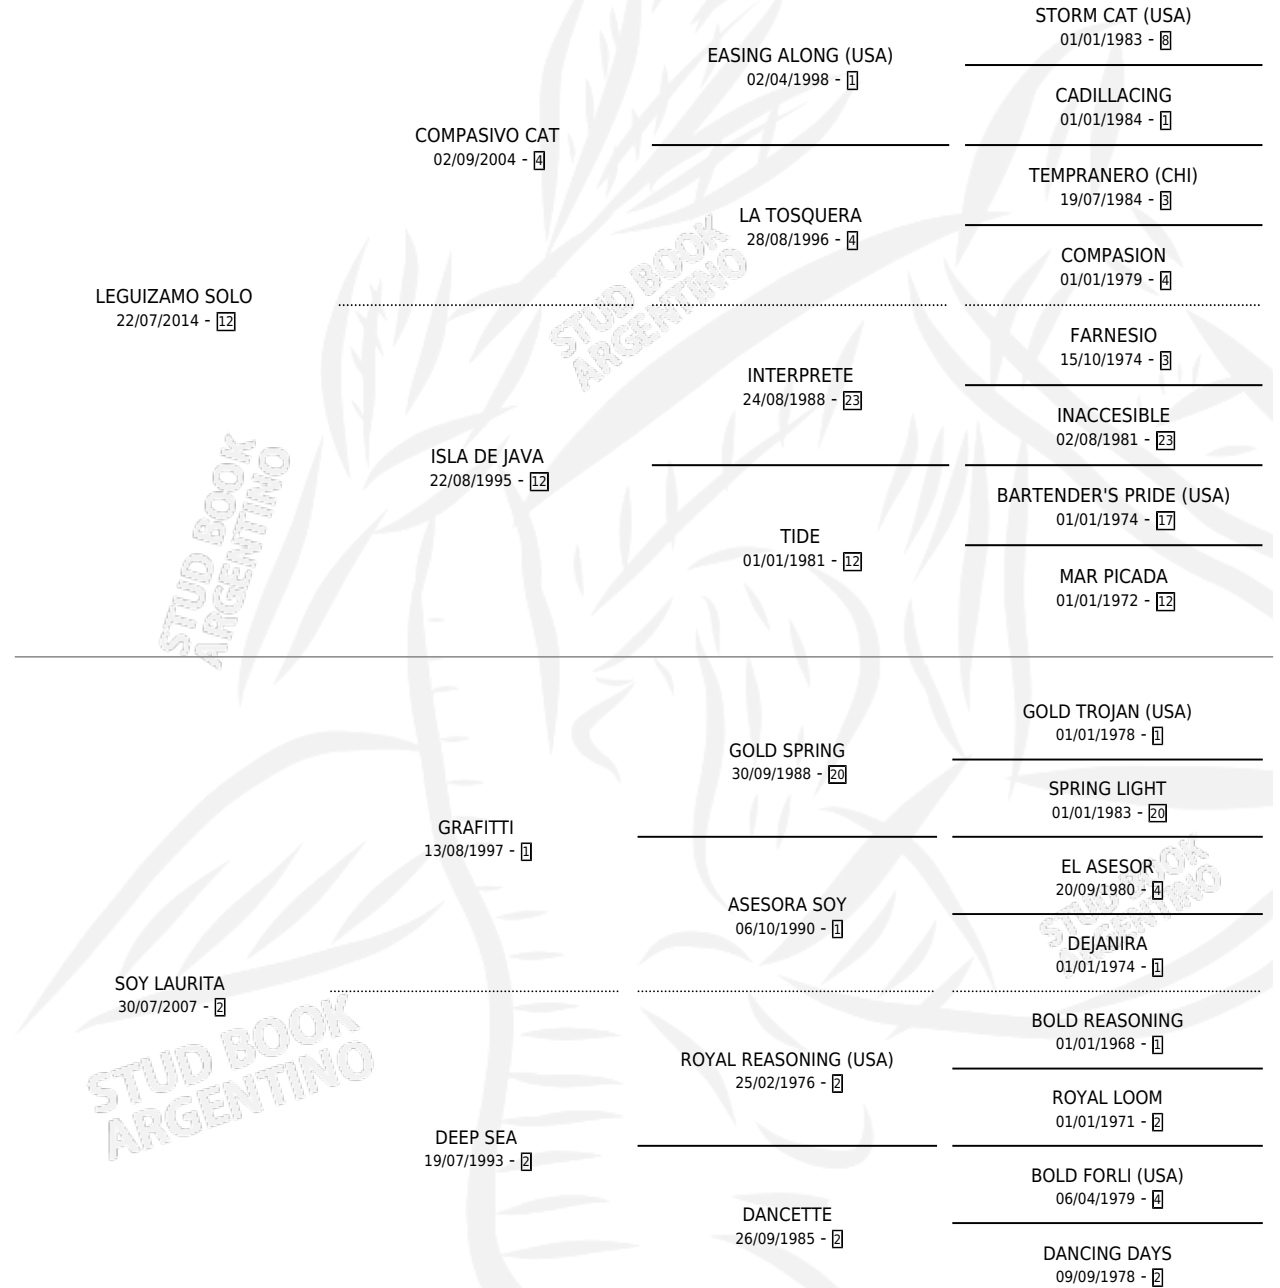 STORM CAT (USA)
01/01/1983 - 8
EASING ALONG (USA)
02/04/1998 - 1
CADILLACING
01/01/1984 - 1
COMPASIVO CAT
02/09/2004 - 4
TEMPRANERO (CHI)
19/07/1984 - 3
LA TOSQUERA
28/08/1996 - 4
COMPASION
01/01/1979 - 4
LEGUIZAMO SOLO
22/07/2014 - 12
FARNESIO
15/10/1974 - 3
INTERPRETE
24/08/1988 - 23
INACCESIBLE
02/08/1981 - 23
ISLA DE JAVA
22/08/1995 - 12
BARTENDER'S PRIDE (USA)
01/01/1974 - 17
TIDE
01/01/1981 - 12
MAR PICADA
01/01/1972 - 12
GOLD TROJAN (USA)
01/01/1978 - 1
GOLD SPRING
30/09/1988 - 20
SPRING LIGHT
01/01/1983 - 20
GRAFITTI
13/08/1997 - 1
EL ASESOR
20/09/1980 - 4
ASESORA SOY
06/10/1990 - 1
DEJANIRA
01/01/1974 - 1
SOY LAURITA
30/07/2007 - 2
BOLD REASONING
01/01/1968 - 1
ROYAL REASONING (USA)
25/02/1976 - 2
ROYAL LOOM
01/01/1971 - 2
DEEP SEA
19/07/1993 - 2
BOLD FORLI (USA)
06/04/1979 - 4
DANCETTE
26/09/1985 - 2
DANCING DAYS
09/09/1978 - 2
STUD BOOK
ARGENTINO
STUD BOOK
ARGENTINO
STUD BOOK
ARGENTINO
STUD BOOK
ARGENTINO